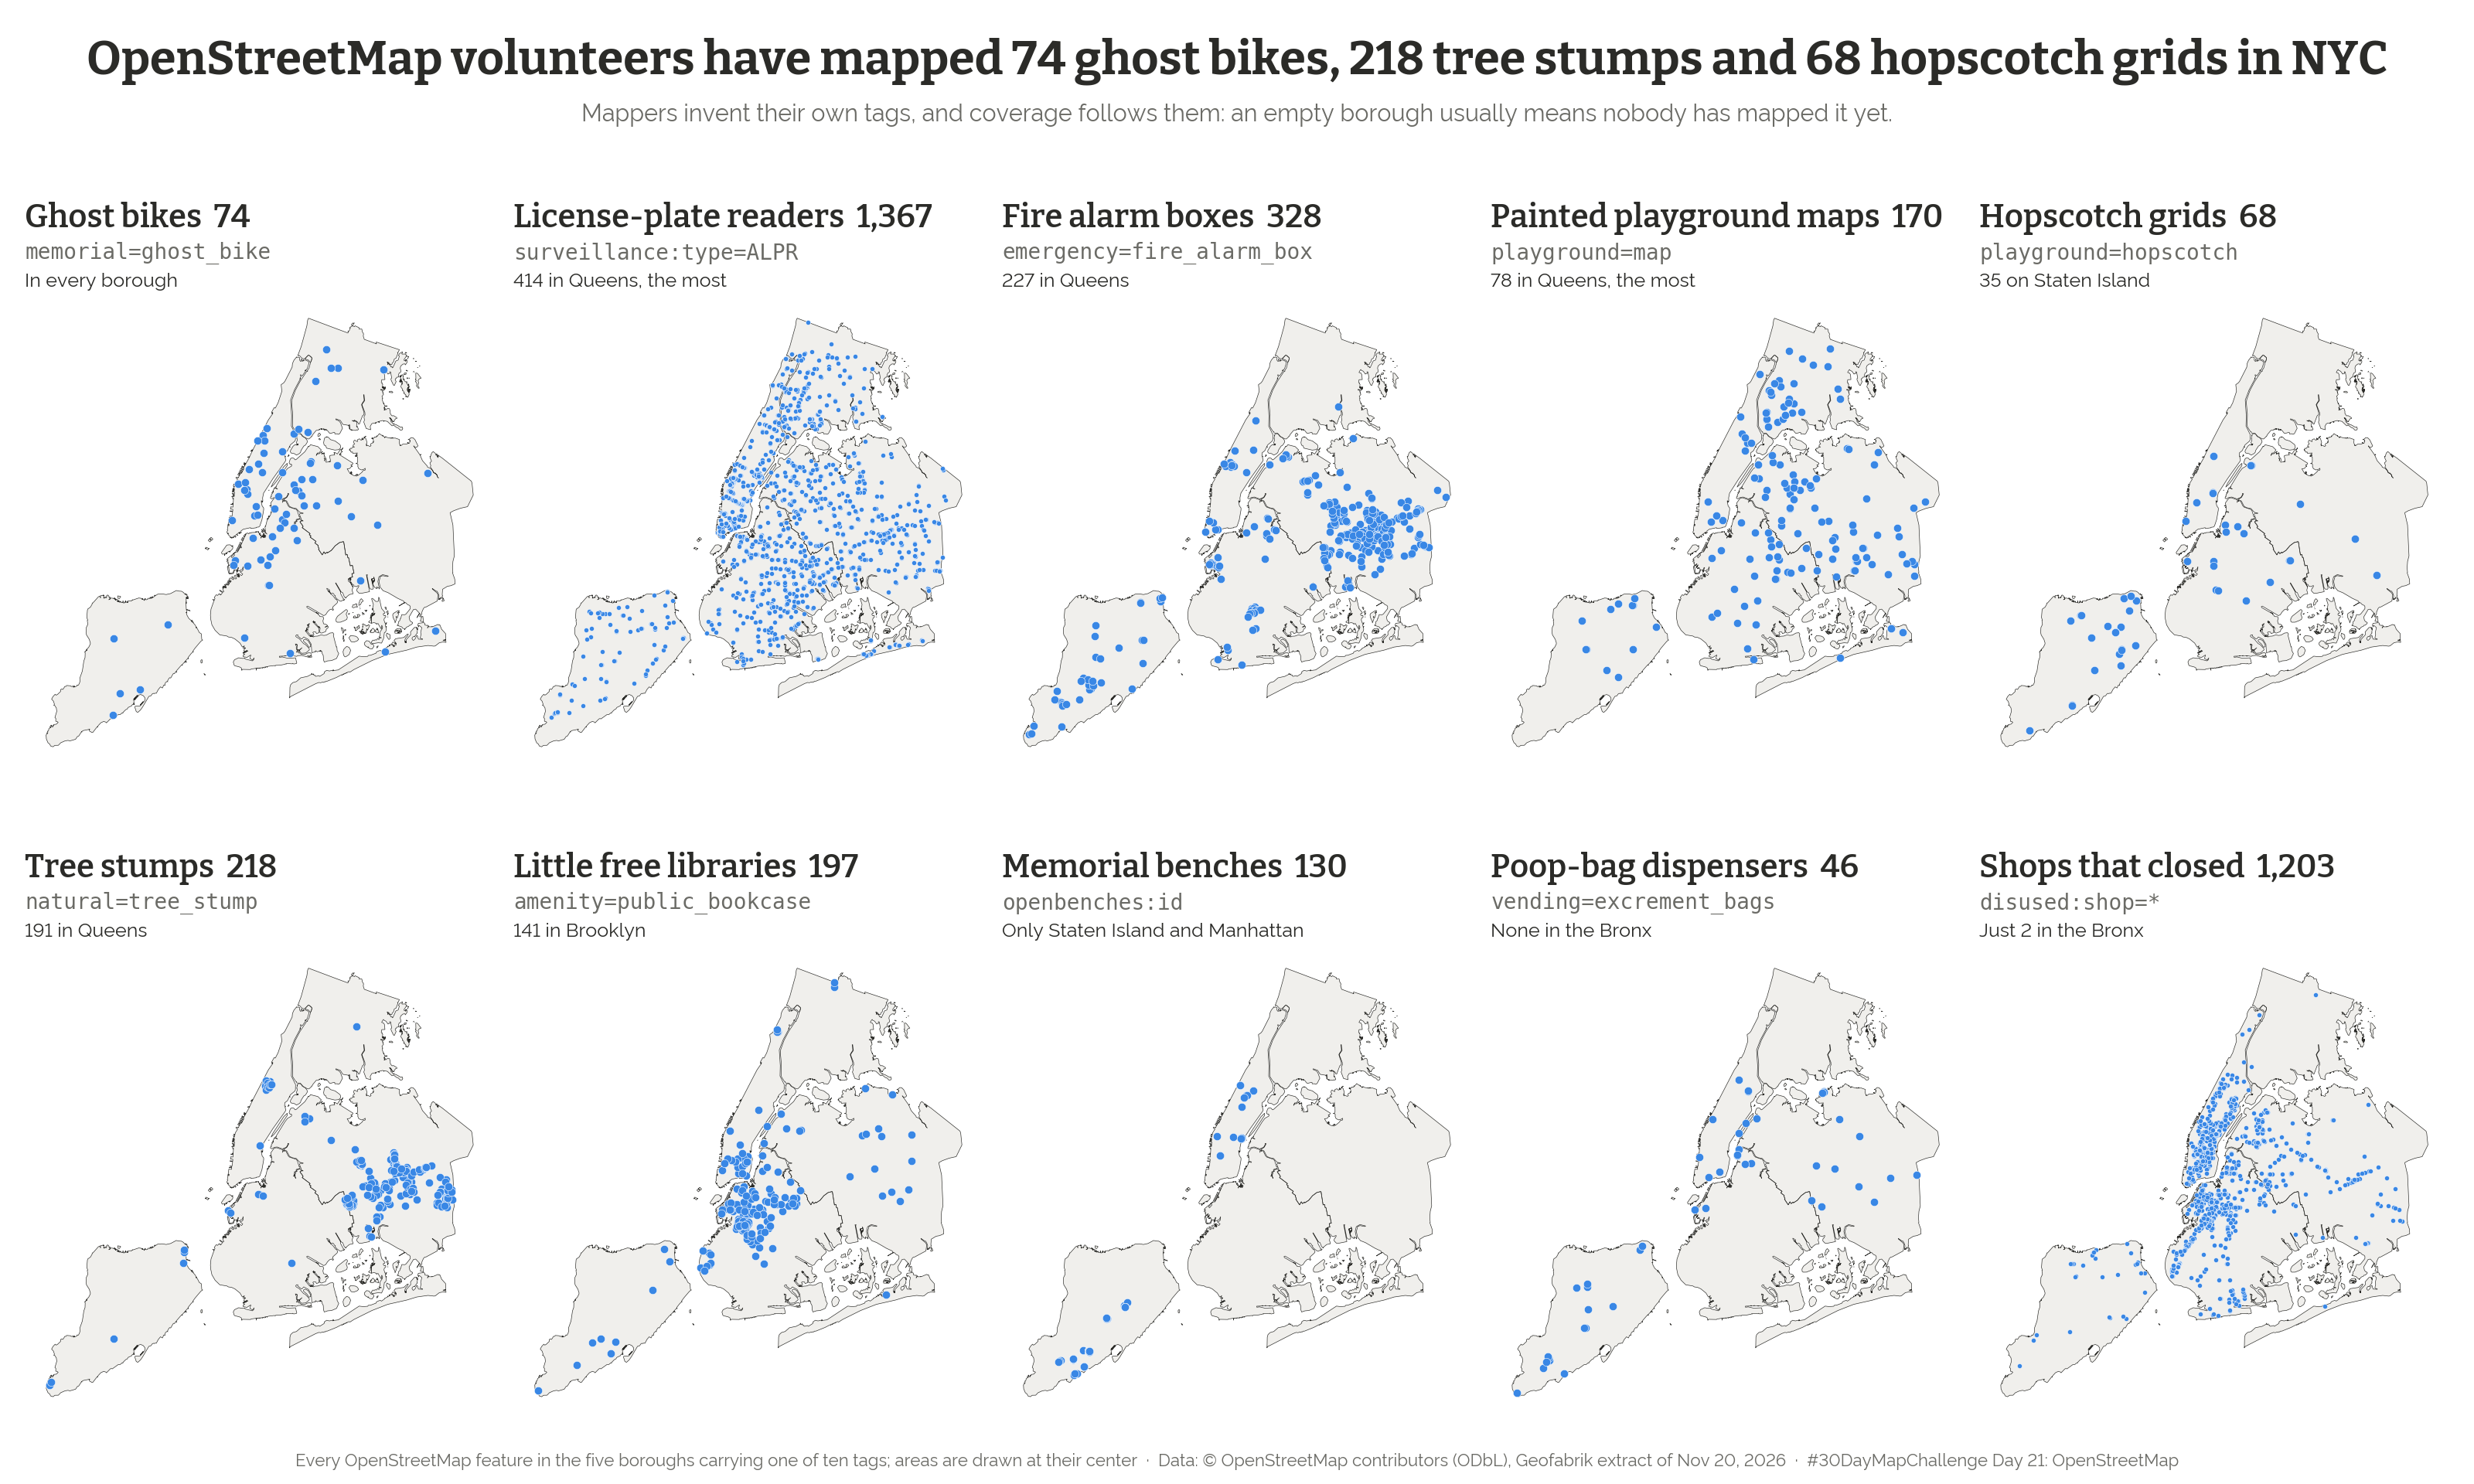 OpenStreetMap volunteers have mapped 74 ghost bikes, 218 tree stumps and 68 hopscotch grids in NYC
Mappers invent their own tags, and coverage follows them: an empty borough usually means nobody has mapped it yet.
Ghost bikes 74
memorial=ghost_bike
In every borough
License-plate readers 1,367
surveillance:type=ALPR
414 in Queens, the most
Fire alarm boxes 328
emergency=fire_alarm_box
227 in Queens
Painted playground maps 170
playground=map
78 in Queens, the most
Hopscotch grids 68
playground=hopscotch
35 on Staten Island
Tree stumps 218
natural=tree_stump
191 in Queens
Little free libraries 197
amenity=public_bookcase
141 in Brooklyn
Memorial benches 130
openbenches:id
Only Staten Island and Manhattan
Poop-bag dispensers 46
vending=excrement_bags
None in the Bronx
Shops that closed 1,203
disused:shop=*
Just 2 in the Bronx
Every OpenStreetMap feature in the five boroughs carrying one of ten tags; areas are drawn at their center · Data: © OpenStreetMap contributors (ODbL), Geofabrik extract of Nov 20, 2026 · #30DayMapChallenge Day 21: OpenStreetMap